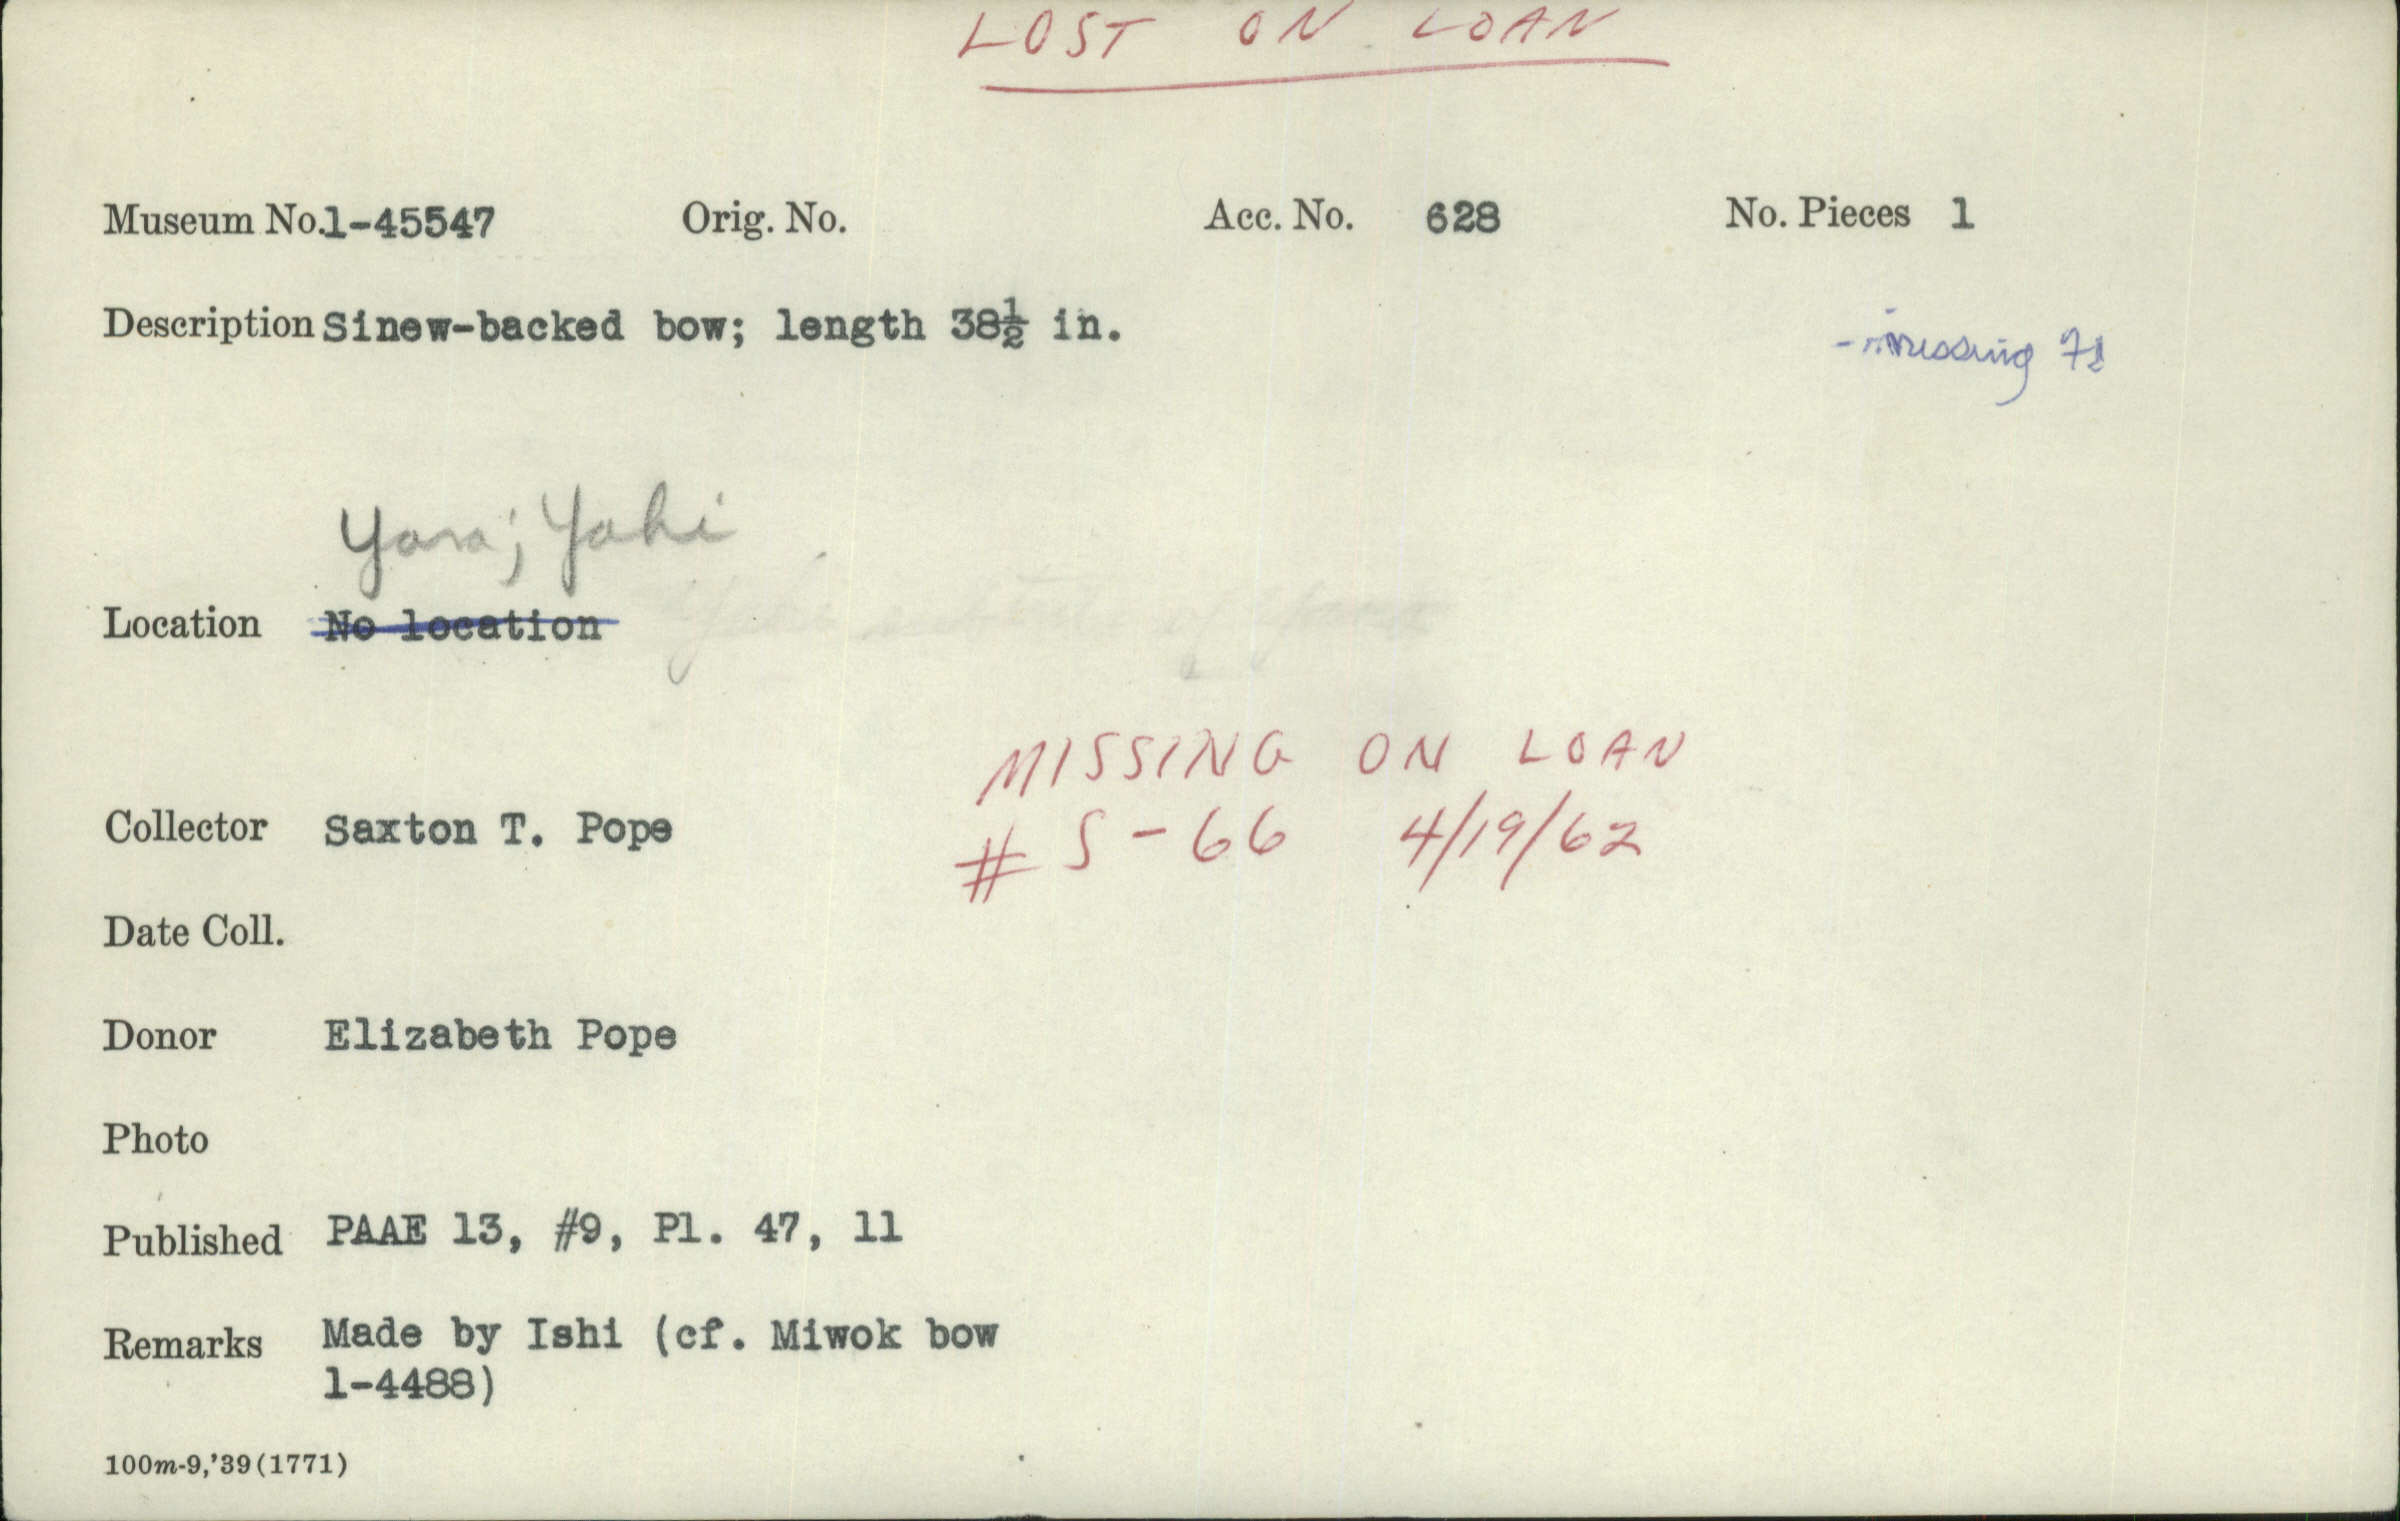 LOST ON LOAN
Museum No. 1-45547 Orig. No. Acc. No. 628 No. Pieces 1
Description Sinew-backed bow; length 38½ in.
-missing 72
Yana; Yahi
Location No location
MISSING ON LOAN
# S-66 4/19/62
Collector Saxton T. Pope
Date Coll.
Donor Elizabeth Pope
Photo
Published PAAE 13, #9, Pl. 47, 11
Remarks Made by Ishi (cf. Miwok bow
1-4488)
100m-9,'39(1771)